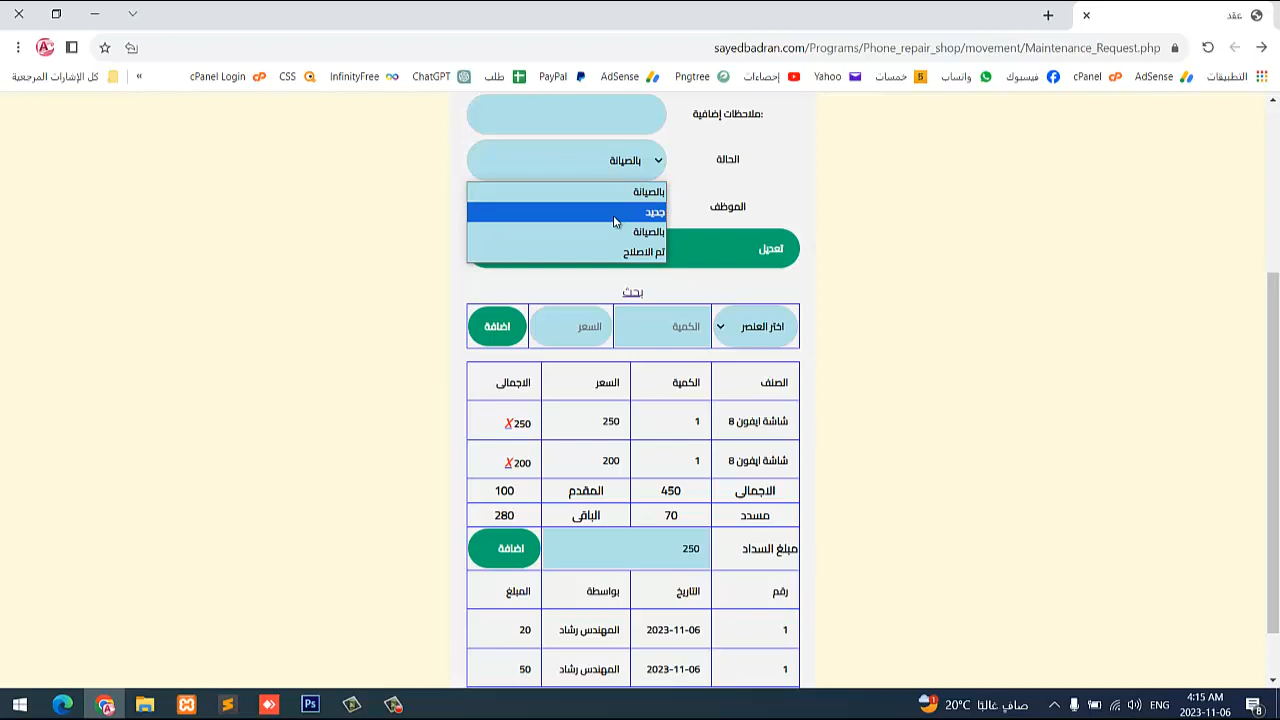 عقد
sayedbadran.com/Programs/Phone_repair_shop/movement/Maintenance_Request.php
التطبيقات AdSense cPanel فيسبوك واتساب خمسات Yahoo إحصاءات Pngtree AdSense PayPal طلب ChatGPT InfinityFree CSS cPanel Login » كل الإشارات المرجعية
ملاحظات إضافية:
الحالة بالصيانة
بالصيانة
الموظف جديد
بالصيانة
تعديل تم الاصلاح
بحث
اختر العنصر الكمية السعر اضافة
الصنف الكمية السعر الاجمالى
شاشة ايفون 8 1 250 250 X
شاشة ايفون 8 1 200 200 X
الاجمالى 450 المقدم 100
مسدد 70 الباقى 280
مبلغ السداد 250 اضافة
رقم التاريخ بواسطة المبلغ
1 2023-11-06 المهندس رشاد 20
1 2023-11-06 المهندس رشاد 50
20°C صافي غالبًا ENG 4:15 AM
2023-11-06